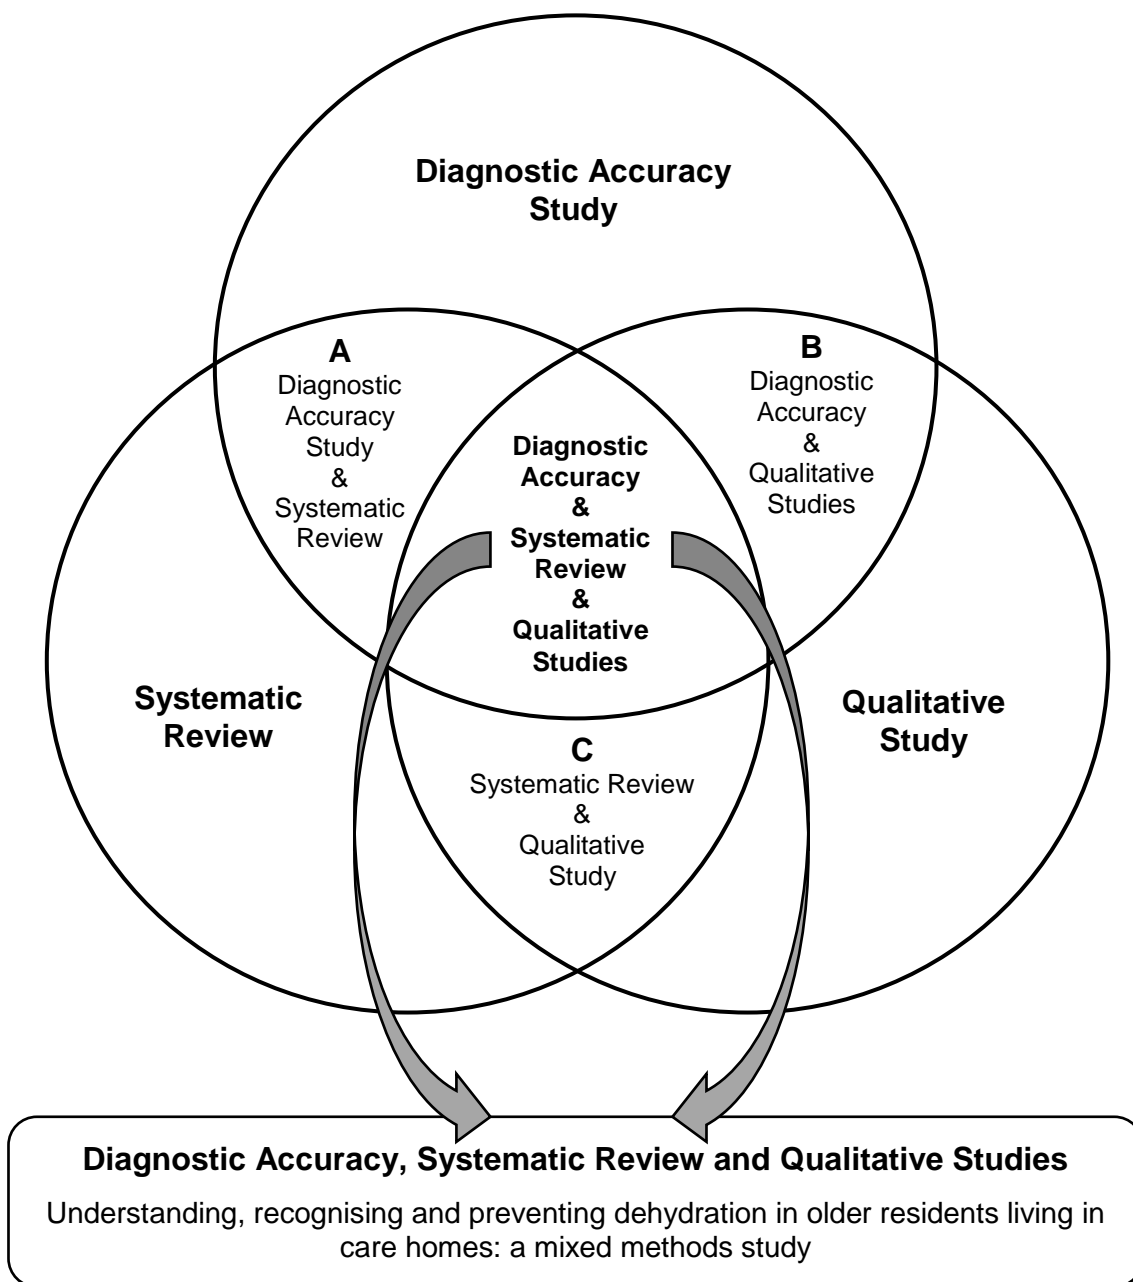 Diagnostic Accuracy
Study
A
Diagnostic
Accuracy
Study
&
Systematic
Review
B
Diagnostic
Accuracy
&
Qualitative
Studies
Diagnostic
Accuracy
&
Systematic
Review
&
Qualitative
Studies
Systematic
Review
Qualitative
Study
C
Systematic Review
&
Qualitative
Study
Diagnostic Accuracy, Systematic Review and Qualitative Studies
Understanding, recognising and preventing dehydration in older residents living in
care homes: a mixed methods study